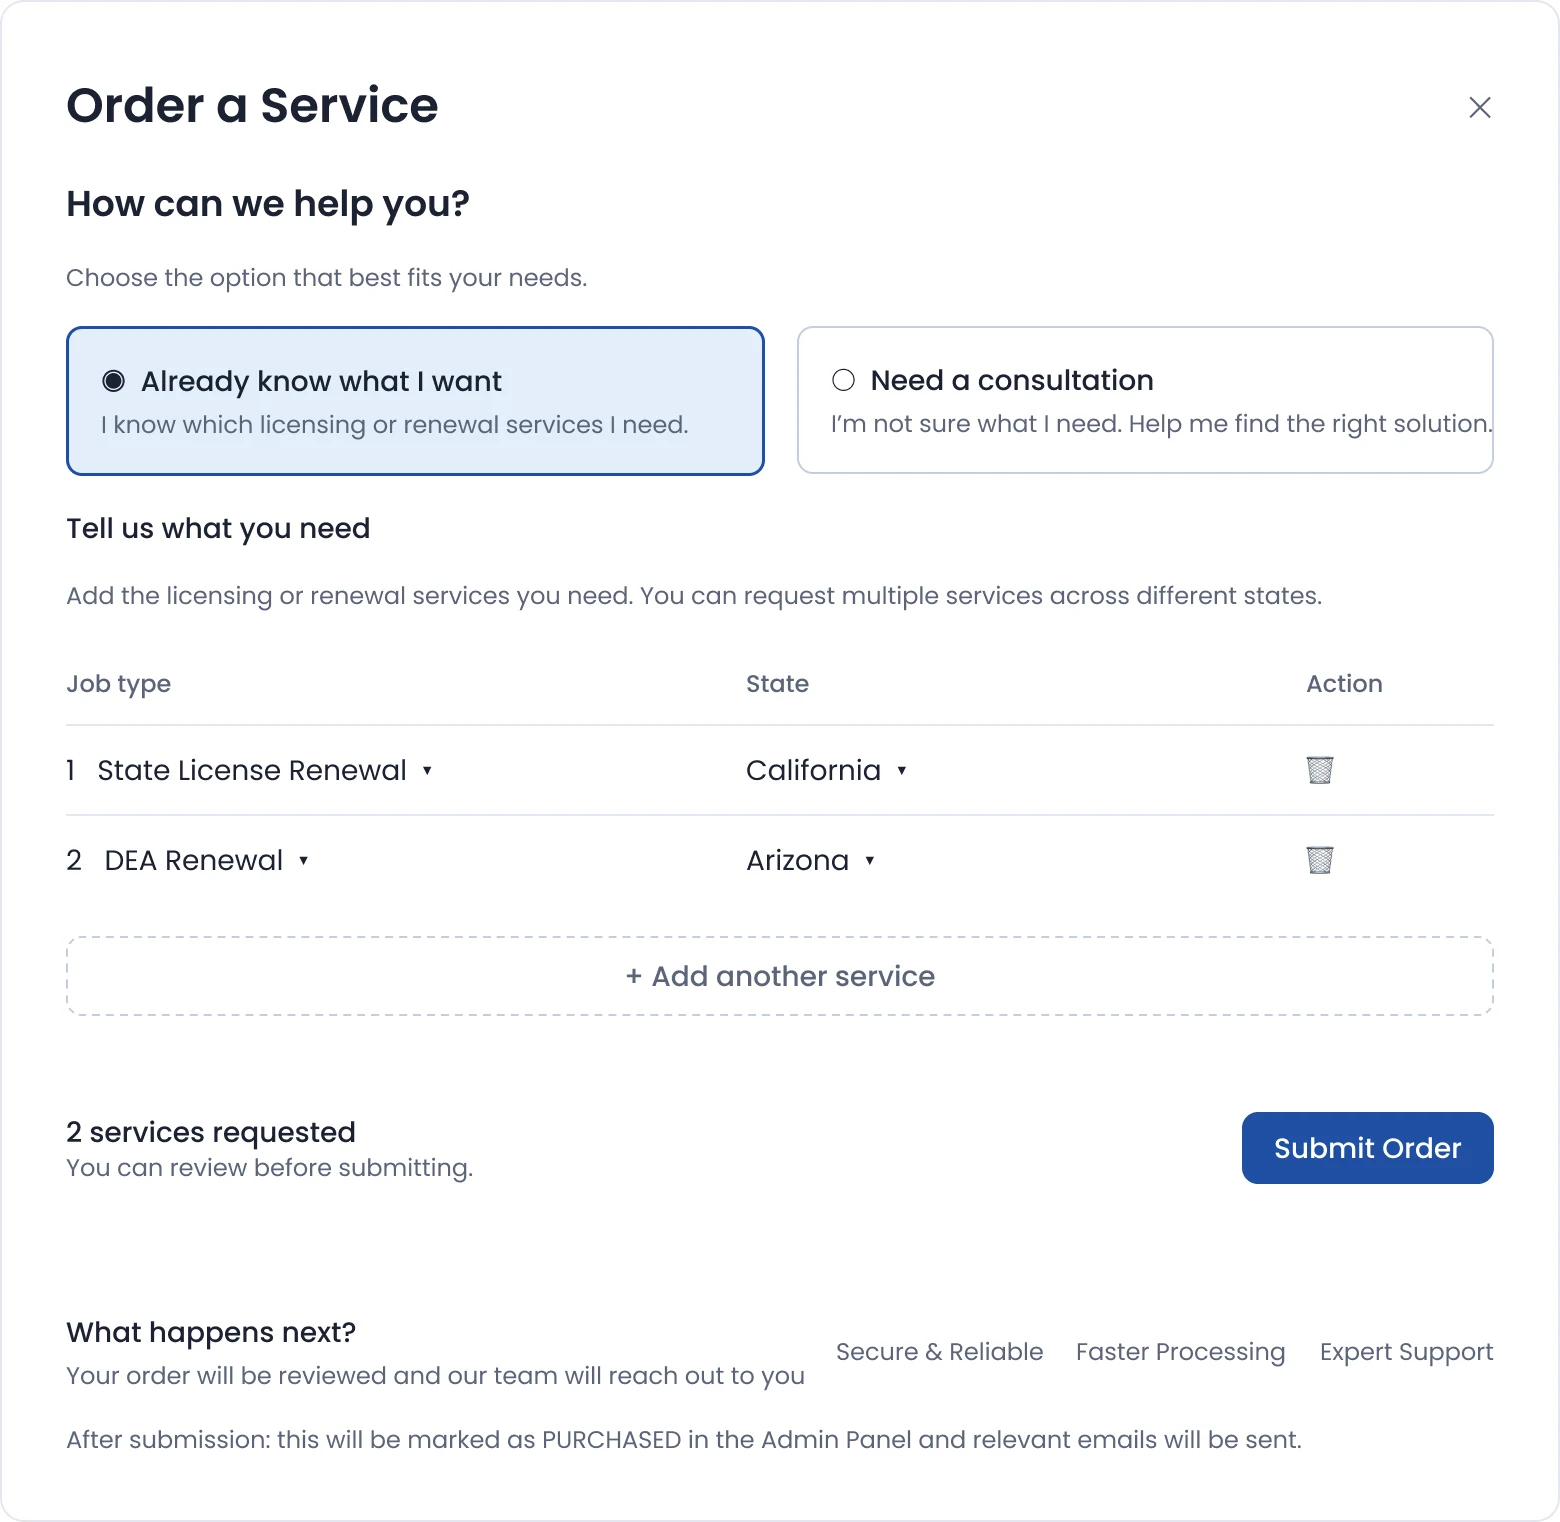 Order a Service
How can we help you?
Choose the option that best fits your needs.
Already know what I want
I know which licensing or renewal services I need.
Need a consultation
I’m not sure what I need. Help me find the right solution.
Tell us what you need
Add the licensing or renewal services you need. You can request multiple services across different states.
Job type State Action
1 State License Renewal ▾ California ▾
2 DEA Renewal ▾ Arizona ▾
+ Add another service
2 services requested
You can review before submitting.
Submit Order
What happens next?
Your order will be reviewed and our team will reach out to you
Secure & Reliable Faster Processing Expert Support
After submission: this will be marked as PURCHASED in the Admin Panel and relevant emails will be sent.